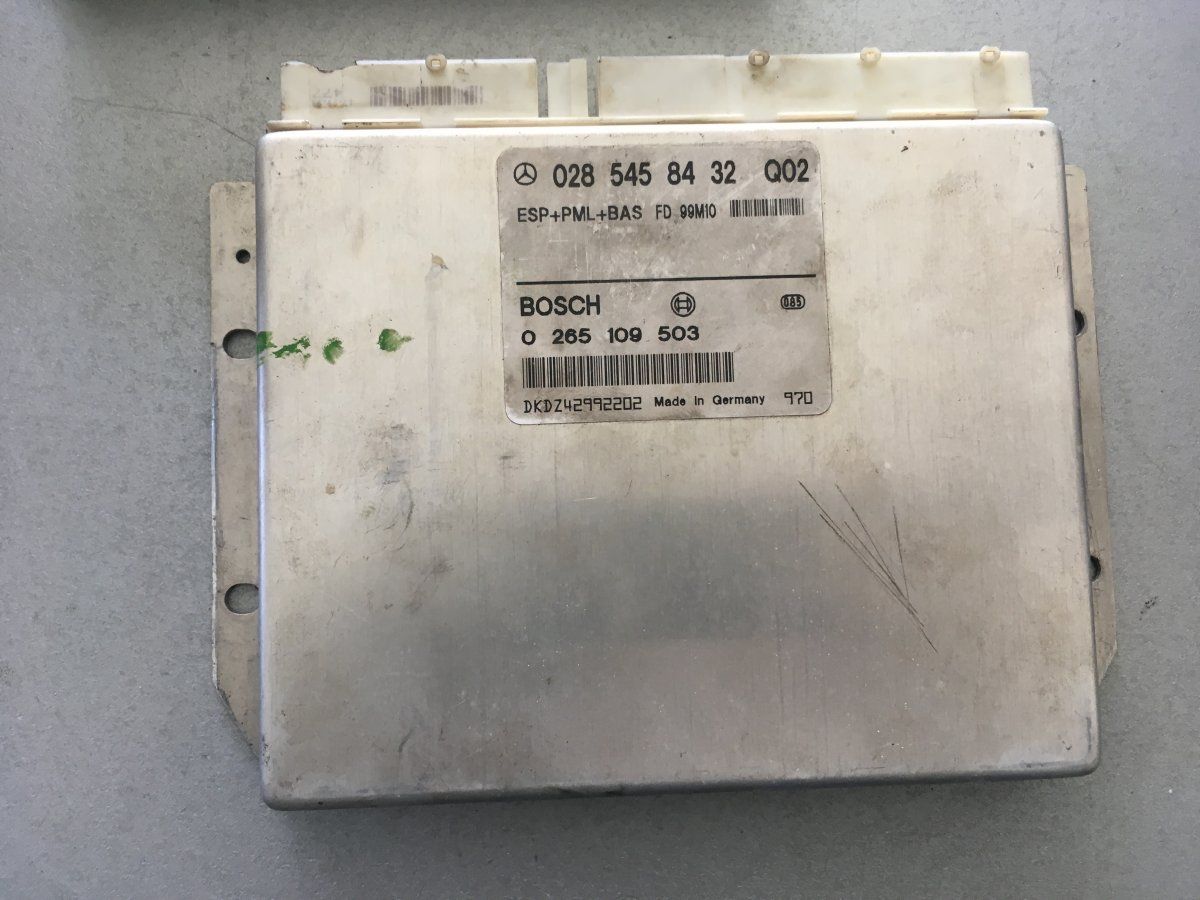 028 545 84 32 Q02
ESP+PML+BAS FD 99M10
BOSCH
085
0 265 109 503
DKDZ42992202 Made in Germany 970